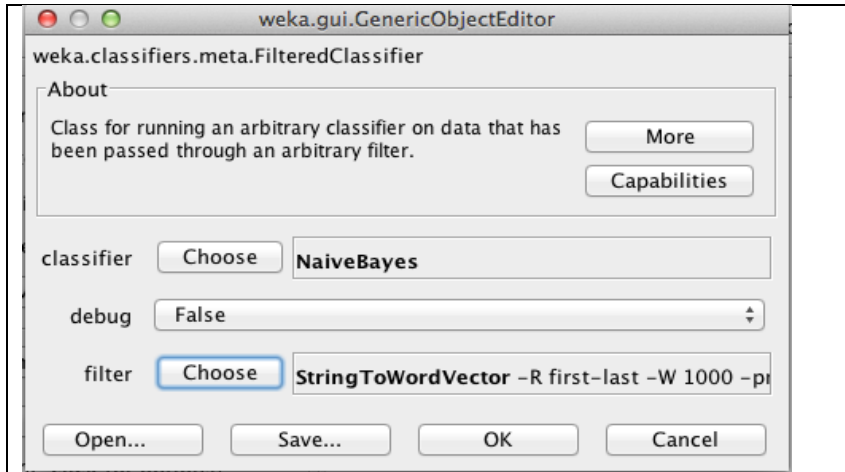 weka.gui.GenericObjectEditor
weka.classifiers.meta.FilteredClassifier
About
Class for running an arbitrary classifier on data that has
been passed through an arbitrary filter.
More
Capabilities
classifier Choose NaiveBayes
debug False
filter Choose StringToWordVector -R first-last -W 1000 -pr
Open... Save... OK Cancel